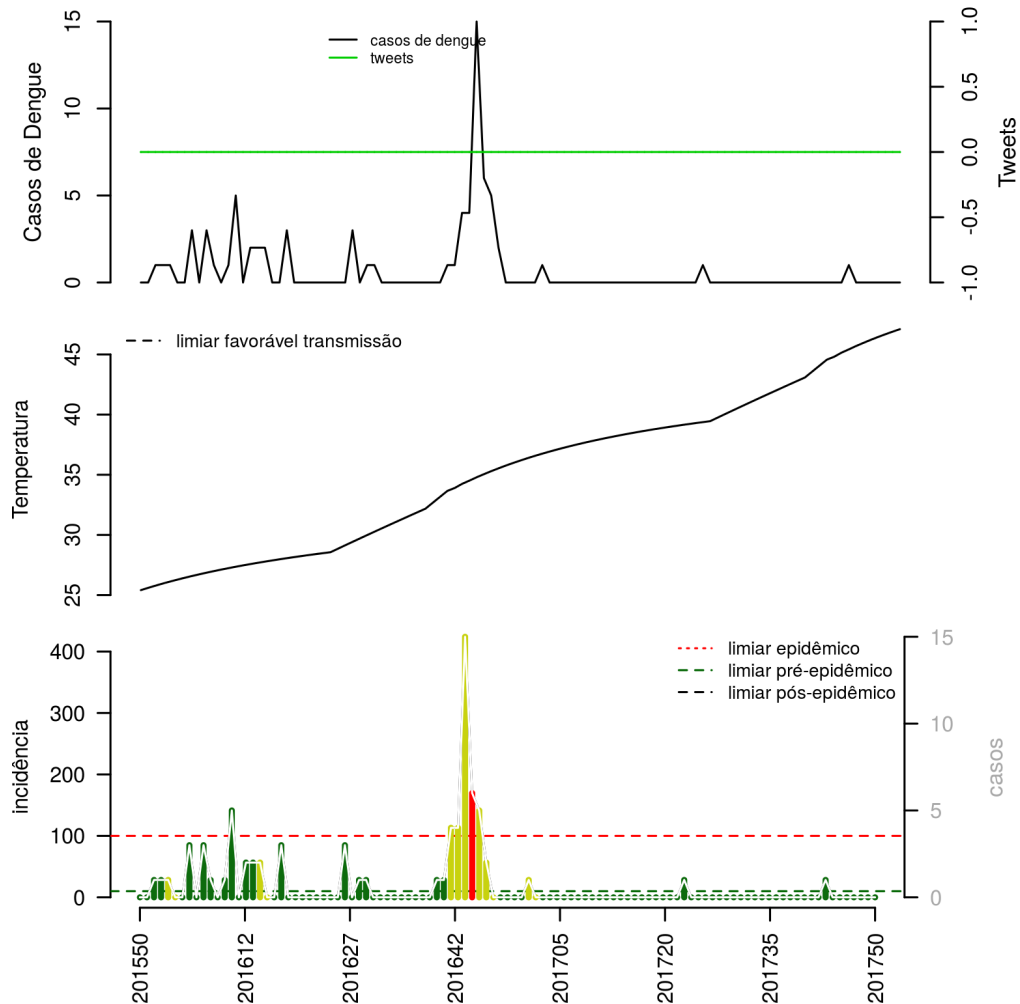 casos de dengue
tweets
Casos de Dengue
0
5
10
15
Tweets
-1.0
-0.5
0.0
0.5
1.0
limiar favorável transmissão
Temperatura
25
30
35
40
45
limiar epidêmico
limiar pré-epidêmico
limiar pós-epidêmico
incidência
0
100
200
300
400
casos
0
5
10
15
201550
201612
201627
201642
201705
201720
201735
201750